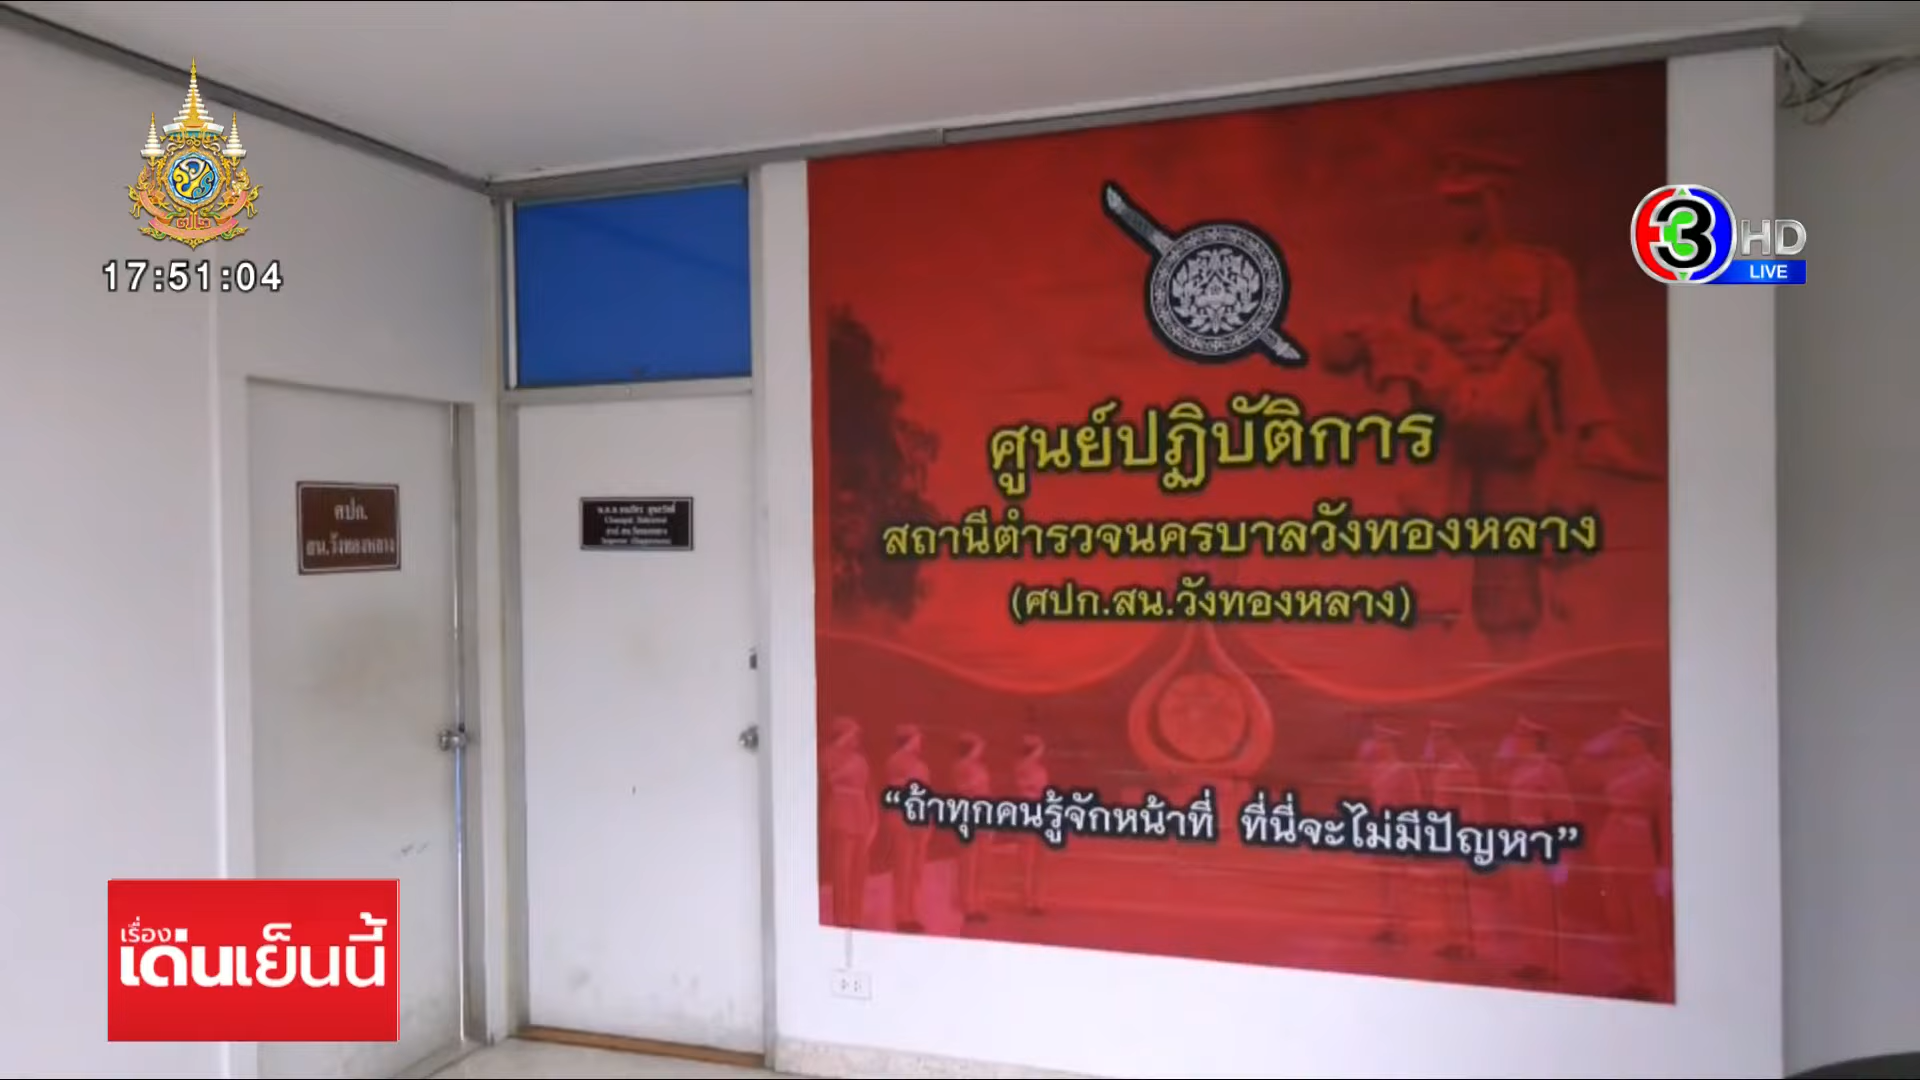 17:51:04
3 HD
LIVE
ศูนย์ปฏิบัติการ
สถานีตำรวจนครบาลวังทองหลาง
(ศปก.สน.วังทองหลาง)
“ถ้าทุกคนรู้จักหน้าที่ ที่นี่จะไม่มีปัญหา”
ศปก.
สน.วังทองหลาง
เรื่อง
เด่นเย็นนี้